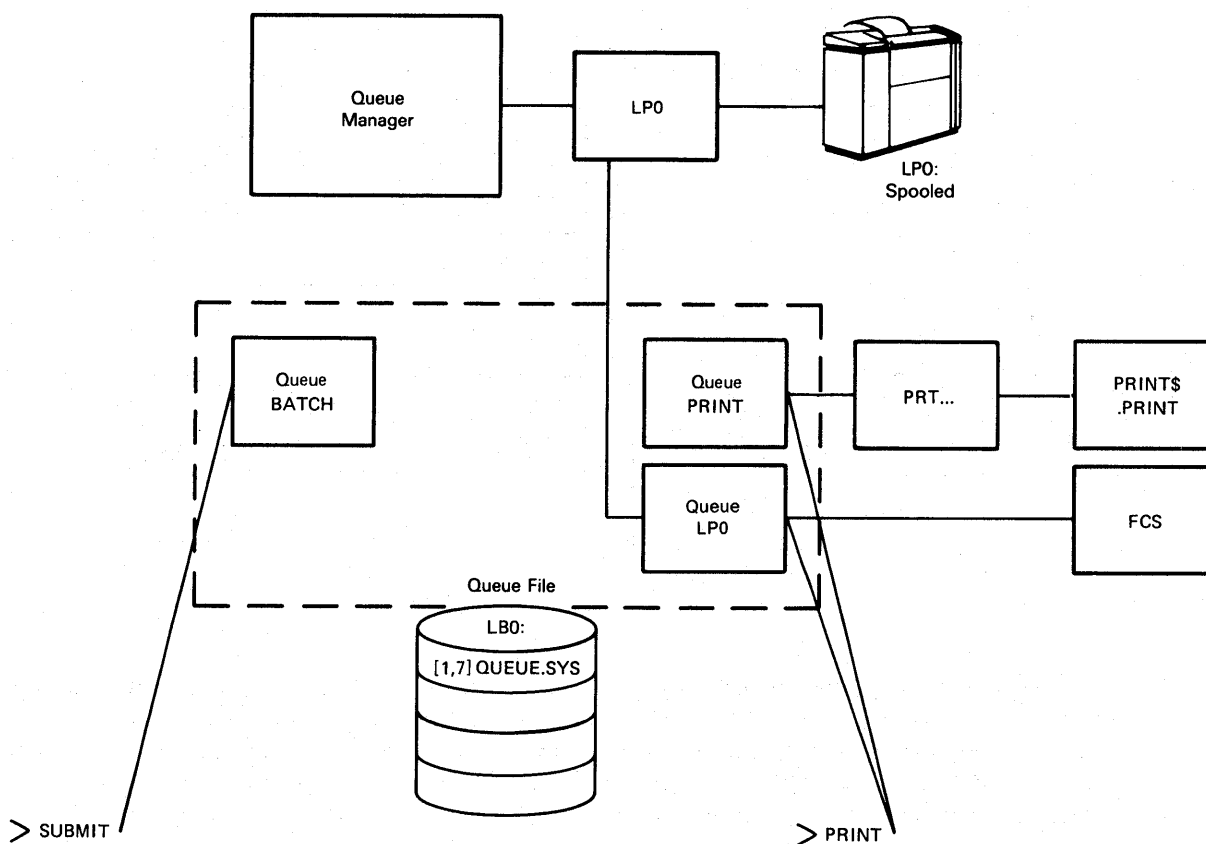 Queue
Manager
LP0
LP0:
Spooled
Queue
BATCH
Queue
PRINT
PRT...
PRINT$
.PRINT
Queue
LP0
FCS
Queue File
LB0:
[1,7] QUEUE.SYS
> SUBMIT
> PRINT